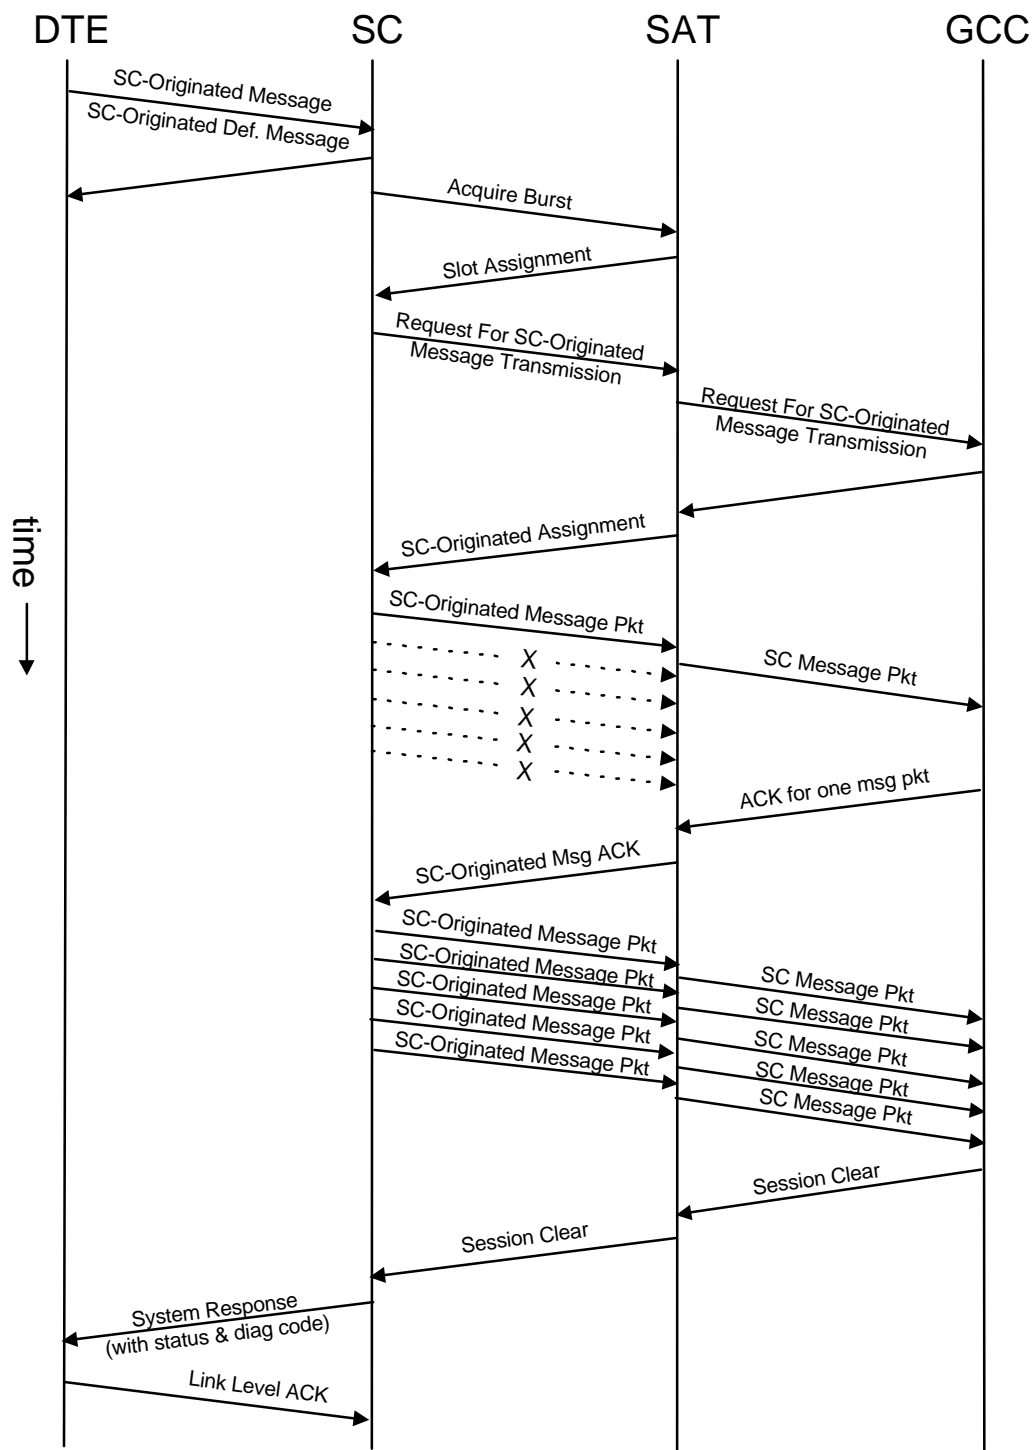 DTE SC SAT GCC
SC-Originated Message
SC-Originated Def. Message
Acquire Burst
Slot Assignment
Request For SC-Originated
Message Transmission
Request For SC-Originated
Message Transmission
time
SC-Originated Assignment
SC-Originated Message Pkt
X
X
X
X
X
SC Message Pkt
ACK for one msg pkt
SC-Originated Msg ACK
SC-Originated Message Pkt
SC-Originated Message Pkt
SC-Originated Message Pkt
SC-Originated Message Pkt
SC-Originated Message Pkt
SC Message Pkt
SC Message Pkt
SC Message Pkt
SC Message Pkt
SC Message Pkt
Session Clear
Session Clear
System Response
(with status & diag code)
Link Level ACK